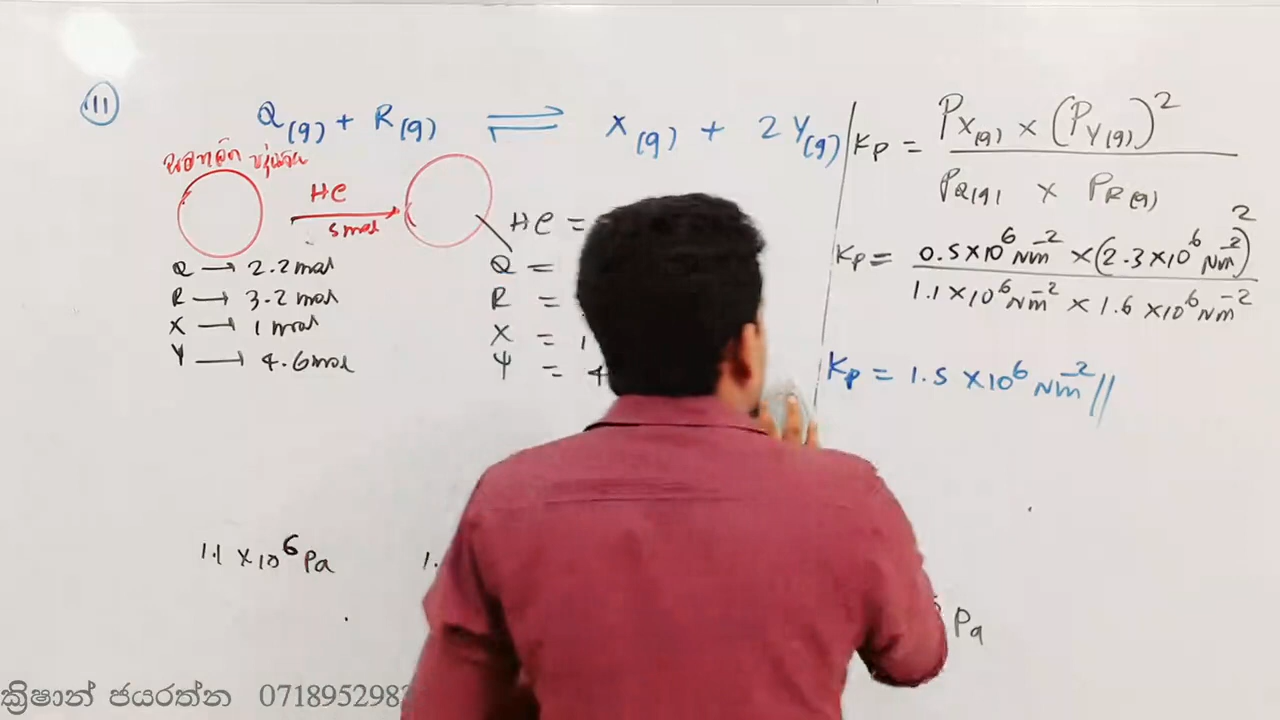 11
Q(g) + R(g) ⇌ X(g) + 2Y(g)
He
5mol
Q → 2.2 mol
R → 3.2 mol
X → 1 mol
Y → 4.6 mol
He =
Q =
R =
X = 1
Y = 4
Kp = PX(g) × (PY(g))² / PQ(g) × PR(g)
Kp = 0.5×10⁶ Nm⁻² × (2.3×10⁶ Nm⁻²)² / 1.1×10⁶ Nm⁻² × 1.6×10⁶ Nm⁻²
Kp = 1.5 ×10⁶ Nm⁻² //
1.1 ×10⁶ Pa
1.
Pa
ක්‍රිෂාන් ජයරත්න 071895298